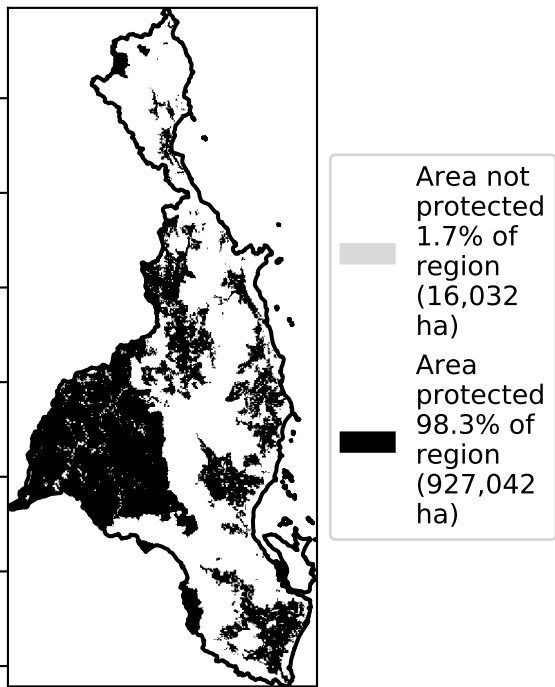 Area not
protected
1.7% of
region
(16,032
ha)
Area
protected
98.3% of
region
(927,042
ha)